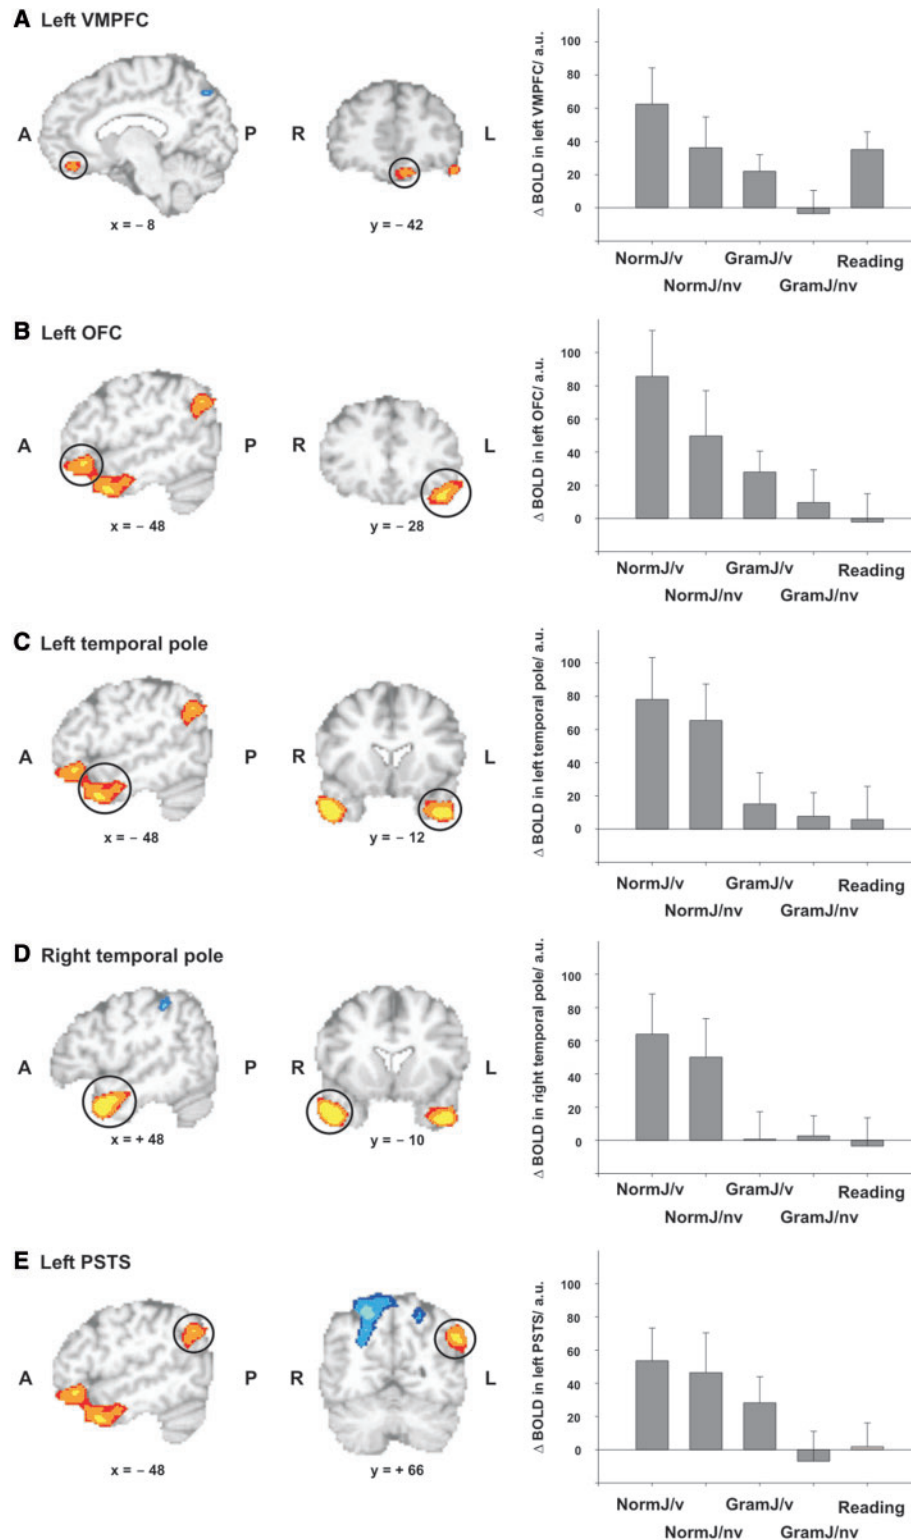 A Left VMPFC
A
P
R
L
x = – 8
y = – 42
Δ BOLD in left VMPFC/ a.u.
100
80
60
40
20
0
NormJ/v
GramJ/v
Reading
NormJ/nv
GramJ/nv
B Left OFC
A
P
R
L
x = – 48
y = – 28
Δ BOLD in left OFC/ a.u.
100
80
60
40
20
0
NormJ/v
GramJ/v
Reading
NormJ/nv
GramJ/nv
C Left temporal pole
A
P
R
L
x = – 48
y = – 12
Δ BOLD in left temporal pole/ a.u.
100
80
60
40
20
0
NormJ/v
GramJ/v
Reading
NormJ/nv
GramJ/nv
D Right temporal pole
A
P
R
L
x = + 48
y = – 10
Δ BOLD in right temporal pole/ a.u.
100
80
60
40
20
0
NormJ/v
GramJ/v
Reading
NormJ/nv
GramJ/nv
E Left PSTS
A
P
R
L
x = – 48
y = + 66
Δ BOLD in left PSTS/ a.u.
100
80
60
40
20
0
NormJ/v
GramJ/v
Reading
NormJ/nv
GramJ/nv